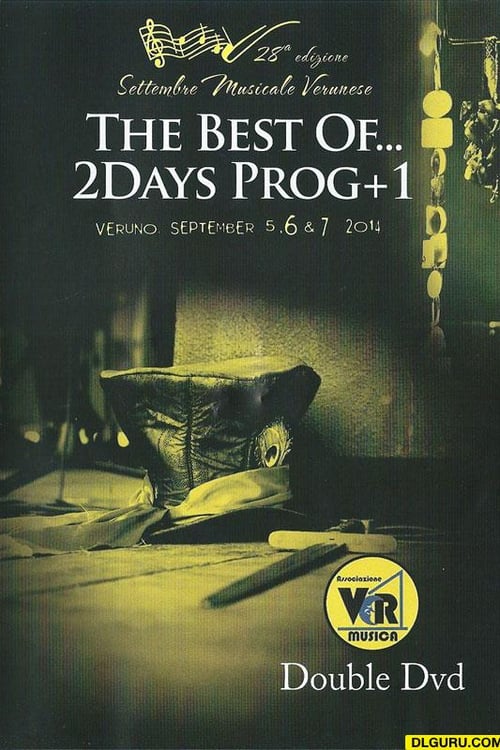 28ª edizione
Settembre Musicale Verunese
THE BEST OF...
2DAYS PROG+1
VERUNO SEPTEMBER 5,6 & 7 2014
Associazione
VER
MUSICA
Double Dvd
DLGURU.COM